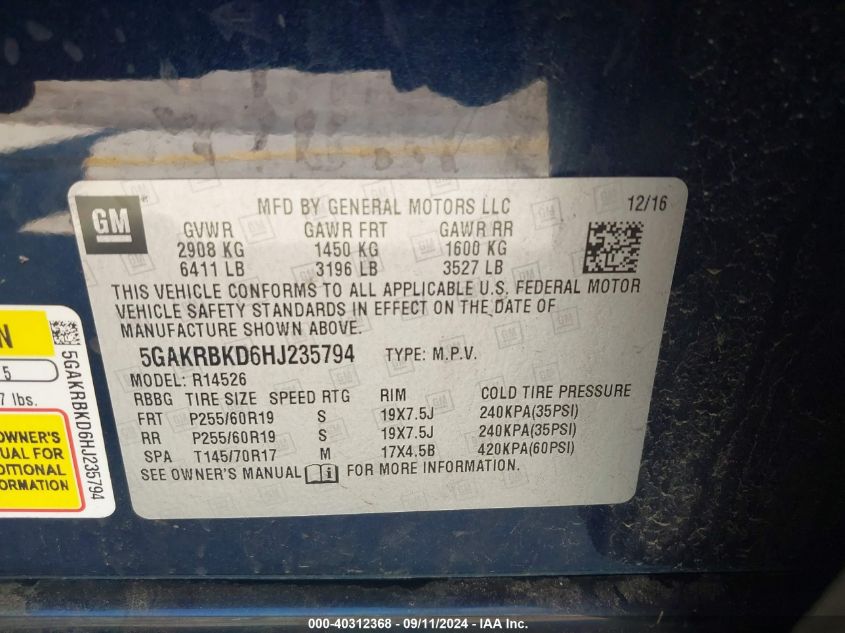 GM
MFD BY GENERAL MOTORS LLC 12/16
GVWR GAWR FRT GAWR RR
2908 KG 1450 KG 1600 KG
6411 LB 3196 LB 3527 LB
THIS VEHICLE CONFORMS TO ALL APPLICABLE U.S. FEDERAL MOTOR
VEHICLE SAFETY STANDARDS IN EFFECT ON THE DATE OF
MANUFACTURE SHOWN ABOVE.
5GAKRBKD6HJ235794 TYPE: M.P.V.
MODEL: R14526
RBBG TIRE SIZE SPEED RTG RIM COLD TIRE PRESSURE
FRT P255/60R19 S 19X7.5J 240KPA(35PSI)
RR P255/60R19 S 19X7.5J 240KPA(35PSI)
SPA T145/70R17 M 17X4.5B 420KPA(60PSI)
SEE OWNER'S MANUAL FOR MORE INFORMATION.
N
5
7 lbs.
OWNER'S
UAL FOR
DITIONAL
ORMATION
5GAKRBKD6HJ235794
000-40312368 - 09/11/2024 - IAA Inc.